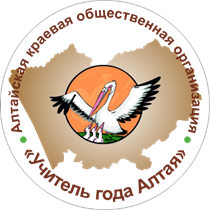 Алтайская краевая общественная организация
«Учитель года Алтая»